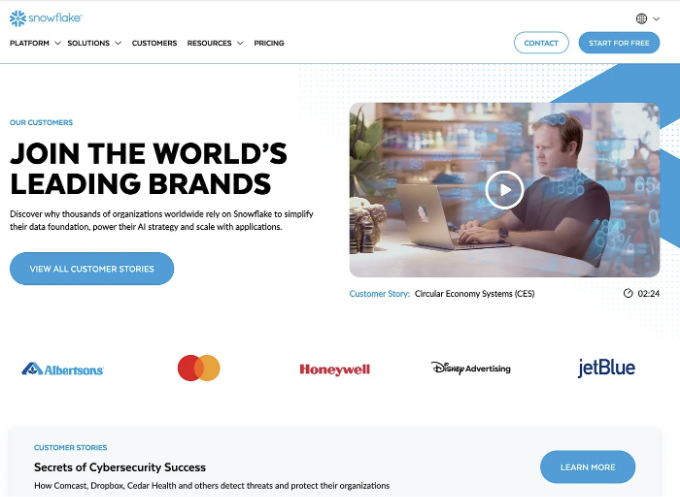 snowflake®
PLATFORM SOLUTIONS CUSTOMERS RESOURCES PRICING
CONTACT
START FOR FREE
OUR CUSTOMERS
JOIN THE WORLD'S
LEADING BRANDS
Discover why thousands of organizations worldwide rely on Snowflake to simplify
their data foundation, power their AI strategy and scale with applications.
VIEW ALL CUSTOMER STORIES
Customer Story: Circular Economy Systems (CES)
02:24
Albertsons
Honeywell
Disney Advertising
jetBlue
CUSTOMER STORIES
Secrets of Cybersecurity Success
How Comcast, Dropbox, Cedar Health and others detect threats and protect their organizations
LEARN MORE